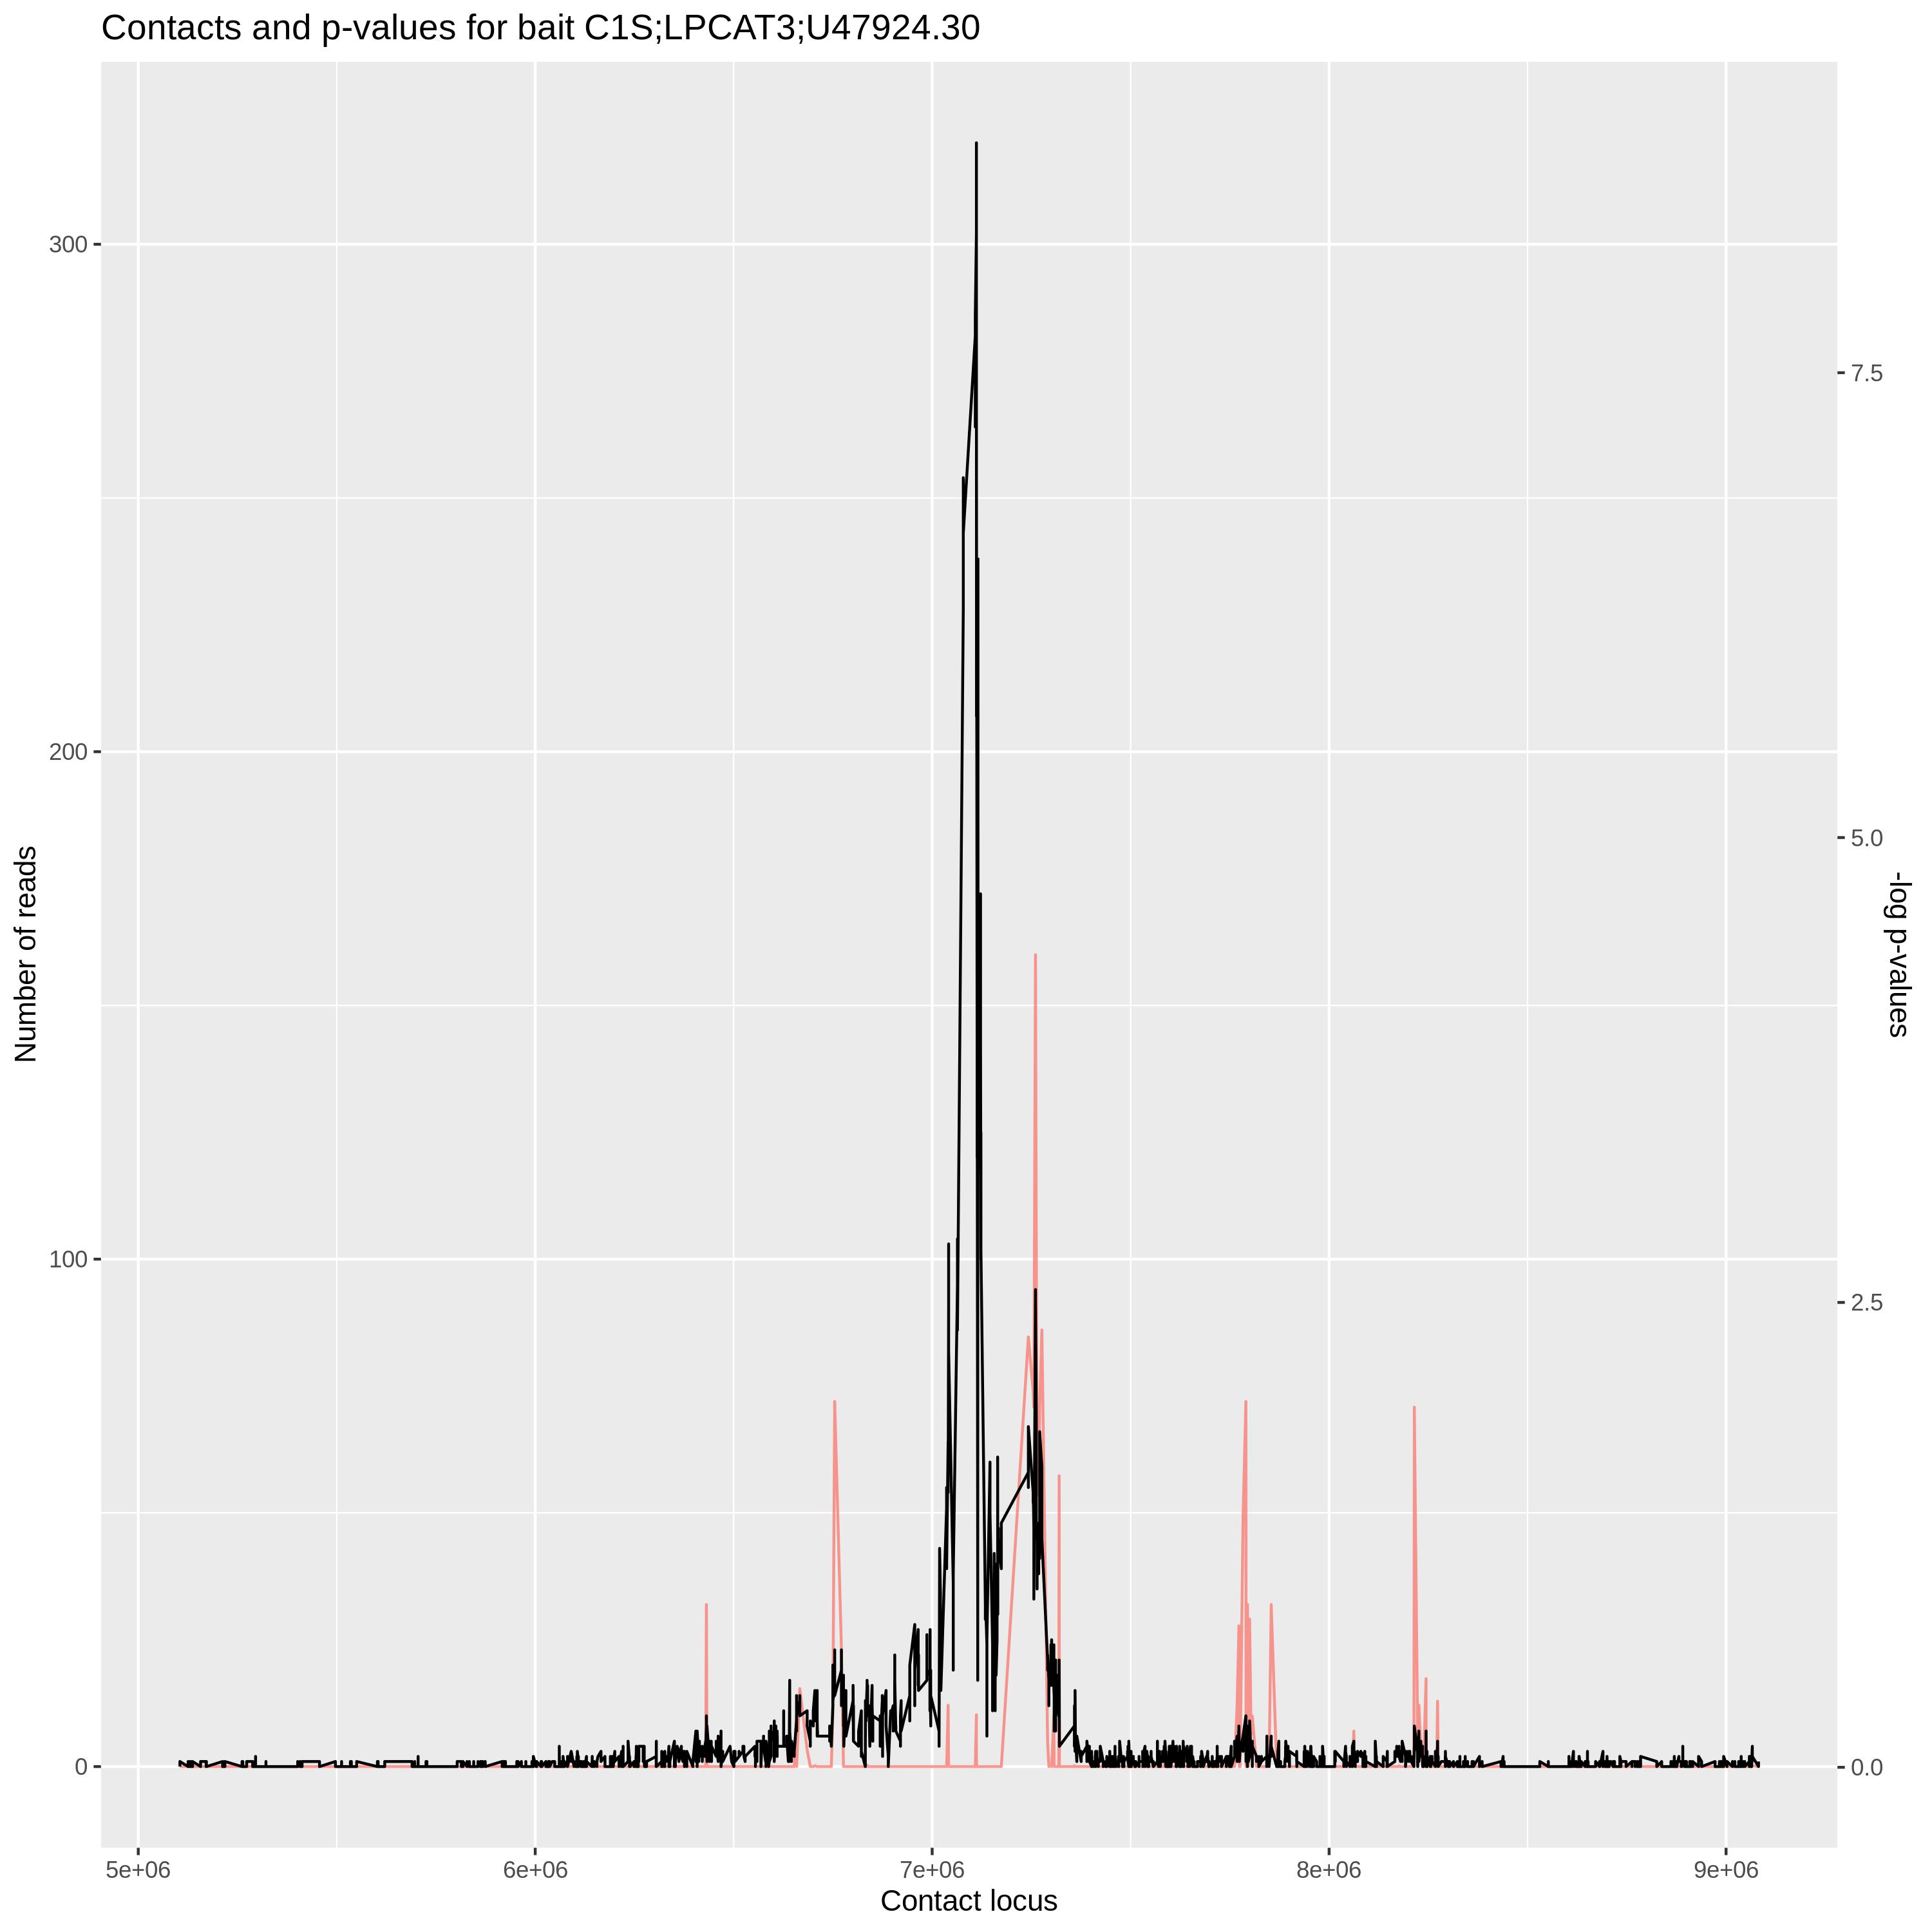 Contacts and p-values for bait C1S;LPCAT3;U47924.30
300
200
100
0
Number of reads
7.5
5.0
2.5
0.0
-log p-values
5e+06
6e+06
7e+06
8e+06
9e+06
Contact locus